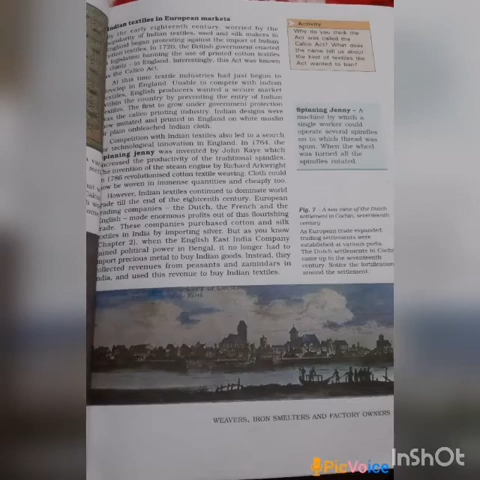 Indian textiles in European markets
by the early eighteenth century, worried by the
popularity of Indian textiles, wool and silk makers in
England began protesting against the import of Indian
cotton textiles. In 1720, the British government enacted
legislation banning the use of printed cotton textiles
– chintz – in England. Interestingly, this Act was known
as the Calico Act.
At this time textile industries had just begun to
develop in England. Unable to compete with Indian
textiles, English producers wanted a secure market
within the country by preventing the entry of Indian
textiles. The first to grow under government protection
was the calico printing industry. Indian designs were
now imitated and printed in England on white muslin
or plain unbleached Indian cloth.
Competition with Indian textiles also led to a search
for technological innovation in England. In 1764, the
spinning jenny was invented by John Kaye which
increased the productivity of the traditional spindles.
The invention of the steam engine by Richard Arkwright
in 1786 revolutionised cotton textile weaving. Cloth could
now be woven in immense quantities and cheaply too.
However, Indian textiles continued to dominate world
trade till the end of the eighteenth century. European
trading companies – the Dutch, the French and the
English – made enormous profits out of this flourishing
trade. These companies purchased cotton and silk
textiles in India by importing silver. But as you know
(Chapter 2), when the English East India Company
gained political power in Bengal, it no longer had to
import precious metal to buy Indian goods. Instead, they
collected revenues from peasants and zamindars in
India, and used this revenue to buy Indian textiles.
Activity
Why do you think the
Act was called the
Calico Act? What does
the name tell us about
the kind of textiles the
Act wanted to ban?
Spinning Jenny – A
machine by which a
single worker could
operate several spindles
on to which thread was
spun. When the wheel
was turned all the
spindles rotated.
Fig. 7 – A sea view of the Dutch
settlement in Cochin, seventeenth
century
As European trade expanded,
trading settlements were
established at various ports.
The Dutch settlements in Cochin
came up in the seventeenth
century. Notice the fortification
around the settlement.
WEAVERS, IRON SMELTERS AND FACTORY OWNERS
PicVoice
InShOt